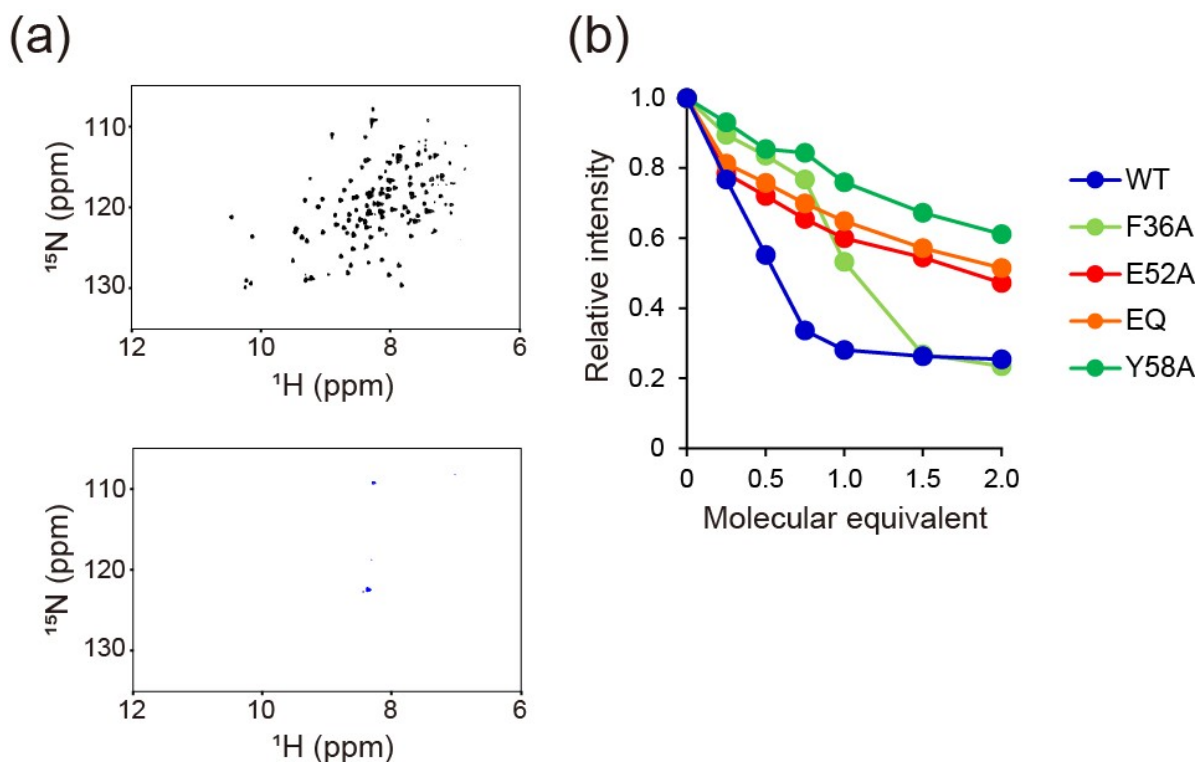 (a)
110
120
130
¹⁵N (ppm)
12 10 8 6
¹H (ppm)
110
120
130
¹⁵N (ppm)
12 10 8 6
¹H (ppm)
(b)
1.0
0.8
0.6
0.4
0.2
0
Relative intensity
0 0.5 1.0 1.5 2.0
Molecular equivalent
WT
F36A
E52A
EQ
Y58A